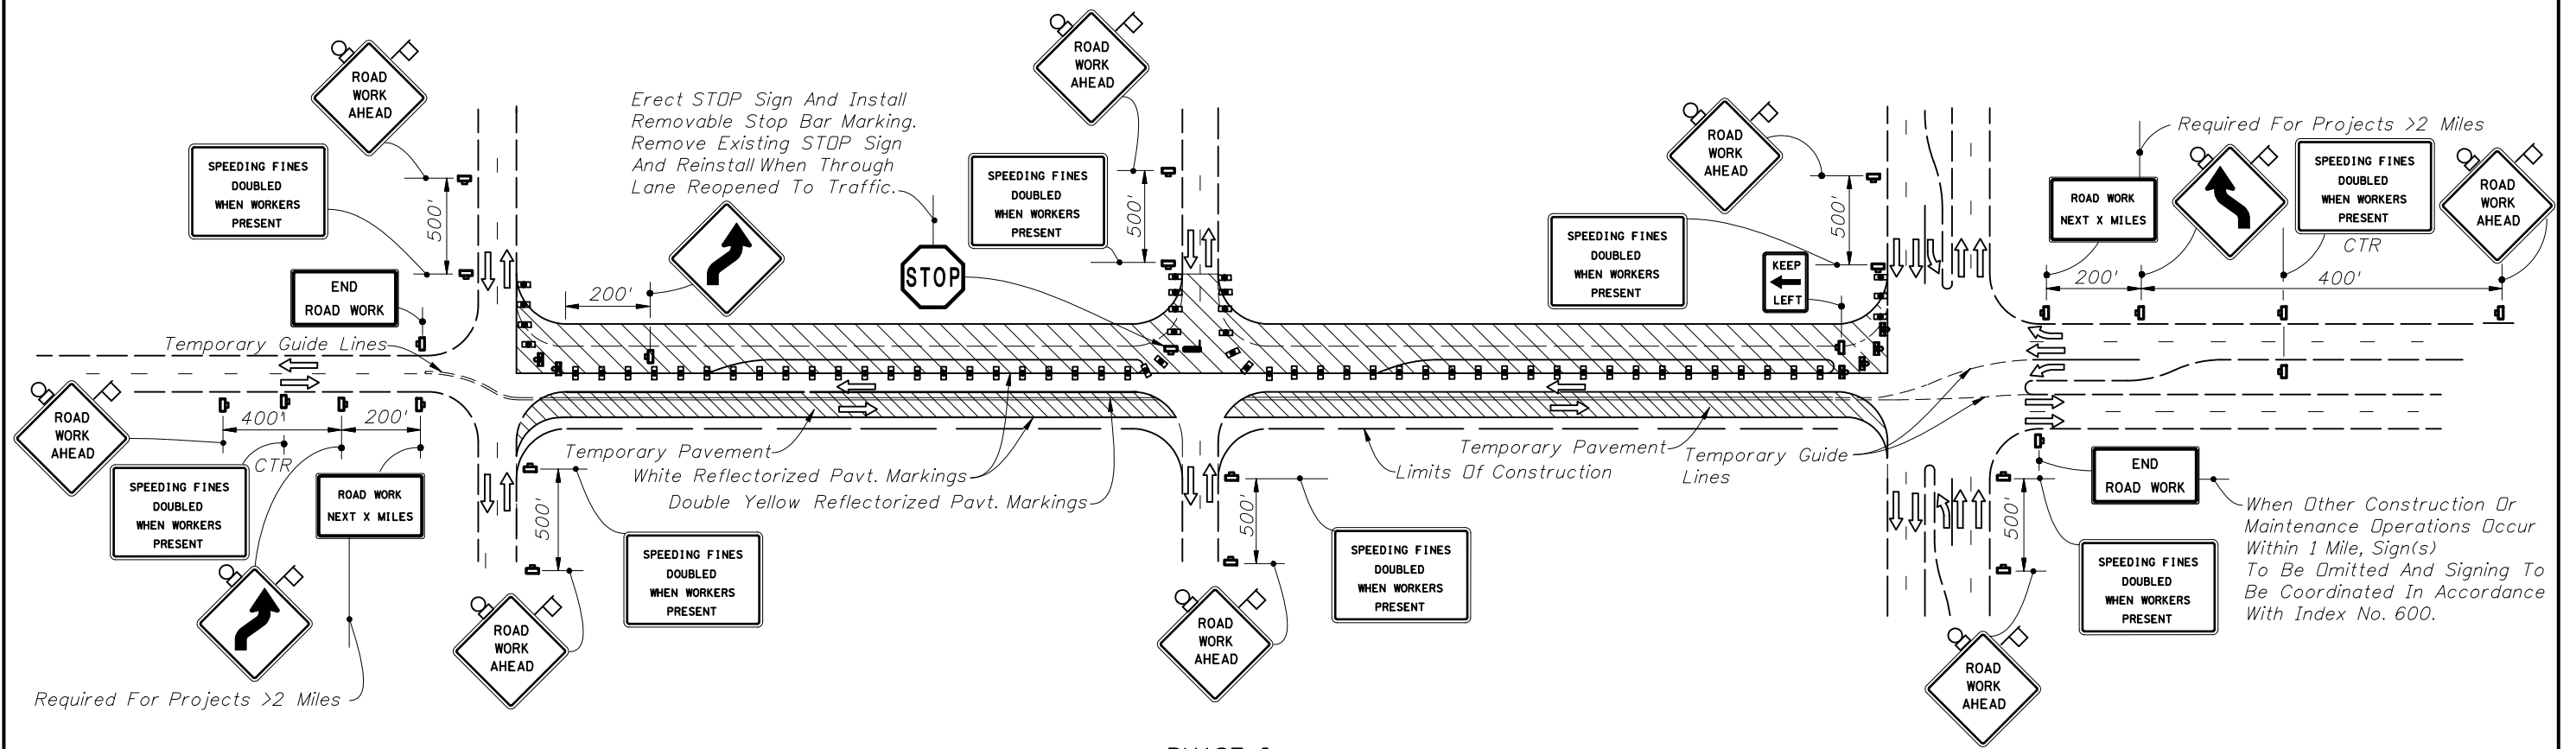 ROAD
WORK
AHEAD
SPEEDING FINES
DOUBLED
WHEN WORKERS
PRESENT
500'
END
ROAD WORK
Temporary Guide Lines
Erect STOP Sign And Install
Removable Stop Bar Marking.
Remove Existing STOP Sign
And Reinstall When Through
Lane Reopened To Traffic.
200'
STOP
ROAD
WORK
AHEAD
SPEEDING FINES
DOUBLED
WHEN WORKERS
PRESENT
500'
ROAD
WORK
AHEAD
SPEEDING FINES
DOUBLED
WHEN WORKERS
PRESENT
500'
KEEP
LEFT
Required For Projects >2 Miles
ROAD WORK
NEXT X MILES
SPEEDING FINES
DOUBLED
WHEN WORKERS
PRESENT
CTR
ROAD
WORK
AHEAD
200'
400'
ROAD
WORK
AHEAD
400'
200'
CTR
SPEEDING FINES
DOUBLED
WHEN WORKERS
PRESENT
ROAD WORK
NEXT X MILES
Required For Projects >2 Miles
Temporary Pavement
White Reflectorized Pavt. Markings
Double Yellow Reflectorized Pavt. Markings
500'
SPEEDING FINES
DOUBLED
WHEN WORKERS
PRESENT
ROAD
WORK
AHEAD
Limits Of Construction
500'
SPEEDING FINES
DOUBLED
WHEN WORKERS
PRESENT
ROAD
WORK
AHEAD
Temporary Pavement
Temporary Guide
Lines
500'
END
ROAD WORK
SPEEDING FINES
DOUBLED
WHEN WORKERS
PRESENT
ROAD
WORK
AHEAD
When Other Construction Or
Maintenance Operations Occur
Within 1 Mile, Sign(s)
To Be Omitted And Signing To
Be Coordinated In Accordance
With Index No. 600.